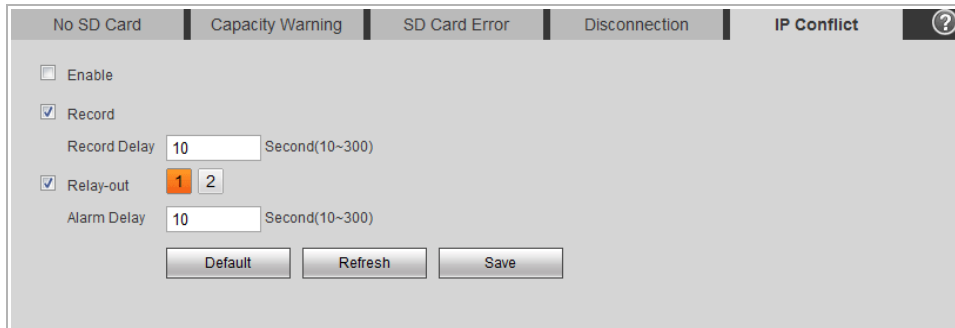 No SD Card Capacity Warning SD Card Error Disconnection IP Conflict ?
Enable
Record
Record Delay 10 Second(10~300)
Relay-out 1 2
Alarm Delay 10 Second(10~300)
Default Refresh Save